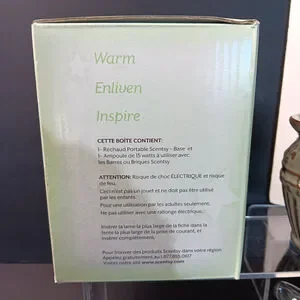 Warm
Enliven
Inspire
CETTE BOÎTE CONTIENT:
1- Réchaud Portable Scentsy - Base et
1- Ampoule de 15 watts à utiliser avec
les Barres ou Briques Scentsy
ATTENTION: Risque de choc ÉLECTRIQUE et risque
de feu.
L'ensemble pas un jouet et ne doit pas être utilisé
par les enfants.
Pour une utilisation par les adultes seulement.
Ne pas utiliser avec une rallonge électrique.
Insérer la lame la plus large de la fiche dans la
fente la plus large de la prise de courant, et
insérer complètement.
Pour trouver des produits Scentsy dans votre région
Appelez gratuitement au 1.877.855.0617
Visitez notre site www.scentsy.com